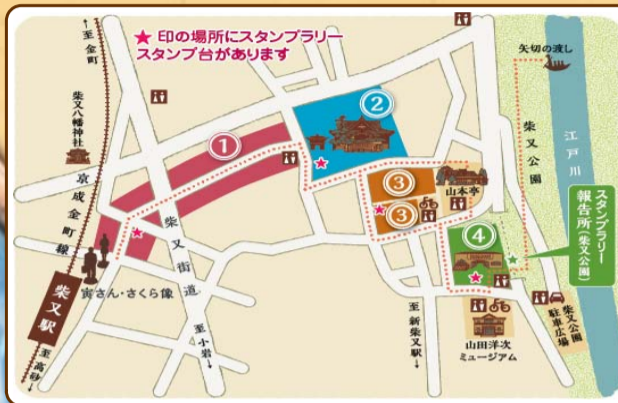 ★印の場所にスタンプラリー
スタンプ台があります
←至金町
柴又八幡神社
京成金町線
柴又駅
至高砂→
寅さん・さくら像
①
柴又街道
至小岩→
②
③
③
山本亭
④
至新柴又駅→
山田洋次
ミュージアム
矢切の渡し
柴又公園
江戸川
スタンプラリー
報告所(柴又公園)
柴又公園
駐車広場